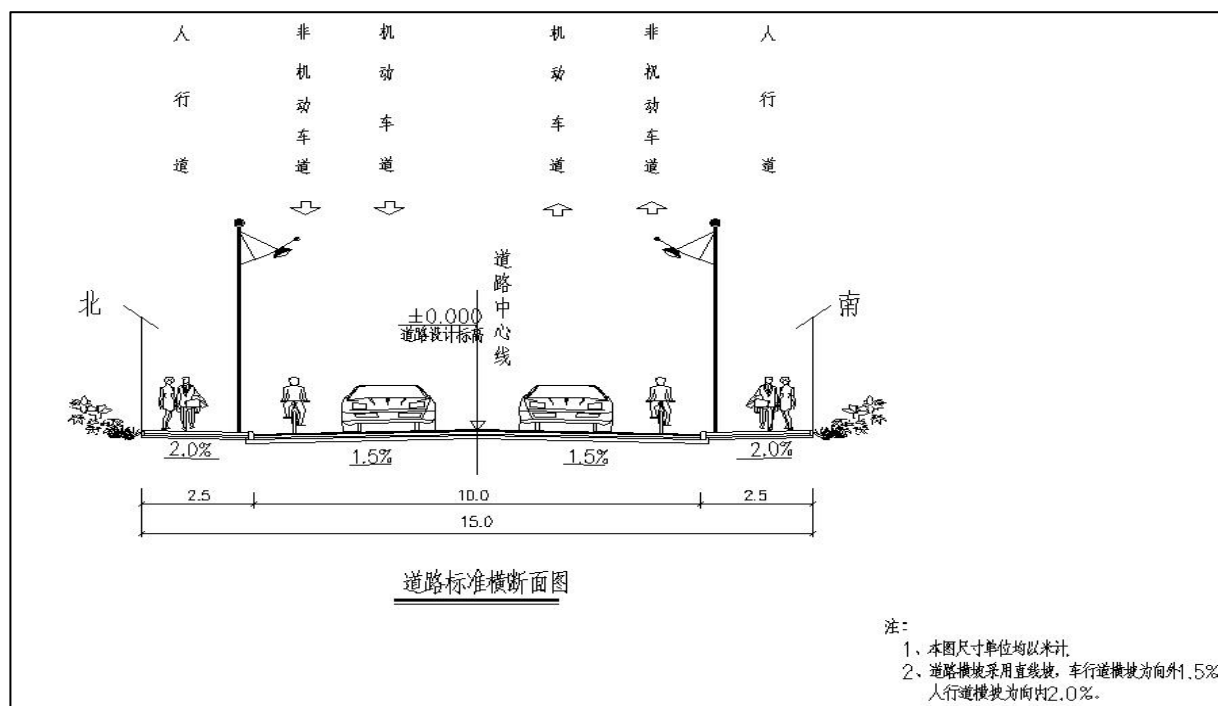 人行道
非机动车道
机动车道
机动车道
非机动车道
人行道
道路中心线
北
南
±0.000
道路设计标高
2.0%
1.5%
1.5%
2.0%
2.5
10.0
2.5
15.0
道路标准横断面图
注：
1、本图尺寸单位均以米计
2、道路横坡采用直线坡，车行道横坡为向外1.5%
人行道横坡为向内2.0%。